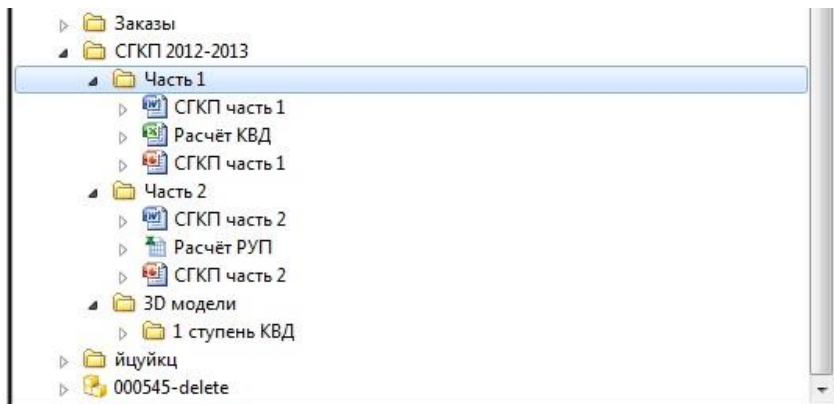 Заказы
СГКП 2012-2013
Часть 1
СГКП часть 1
Расчёт КВД
СГКП часть 1
Часть 2
СГКП часть 2
Расчёт РУП
СГКП часть 2
3D модели
1 ступень КВД
йцуйкц
000545-delete